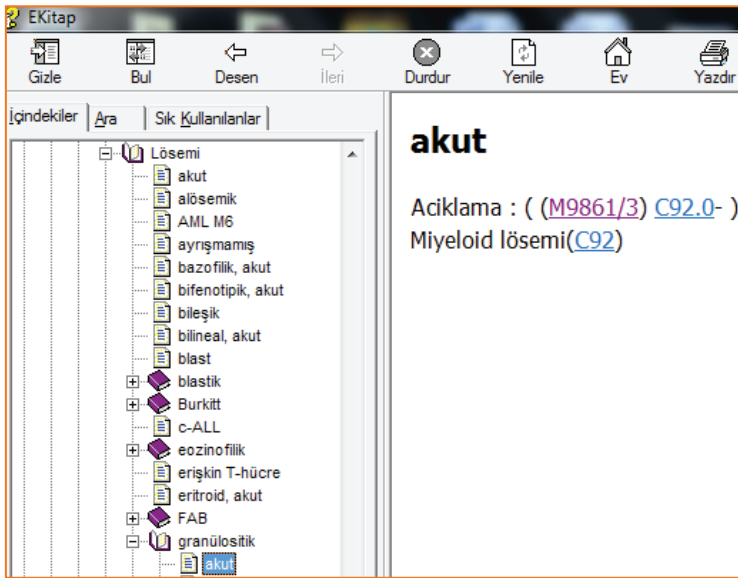 EKitap
Gizle Bul Desen İleri Durdur Yenile Ev Yazdır
İçindekiler Ara Sık Kullanılanlar
Lösemi
akut
alösemik
AML M6
ayrışmamış
bazofilik, akut
bifenotipik, akut
bileşik
bilineal, akut
blast
blastik
Burkitt
c-ALL
eozinofilik
erişkin T-hücre
eritroid, akut
FAB
granülositik
akut
akut
Aciklama : ( (M9861/3) C92.0- )
Miyeloid lösemi(C92)